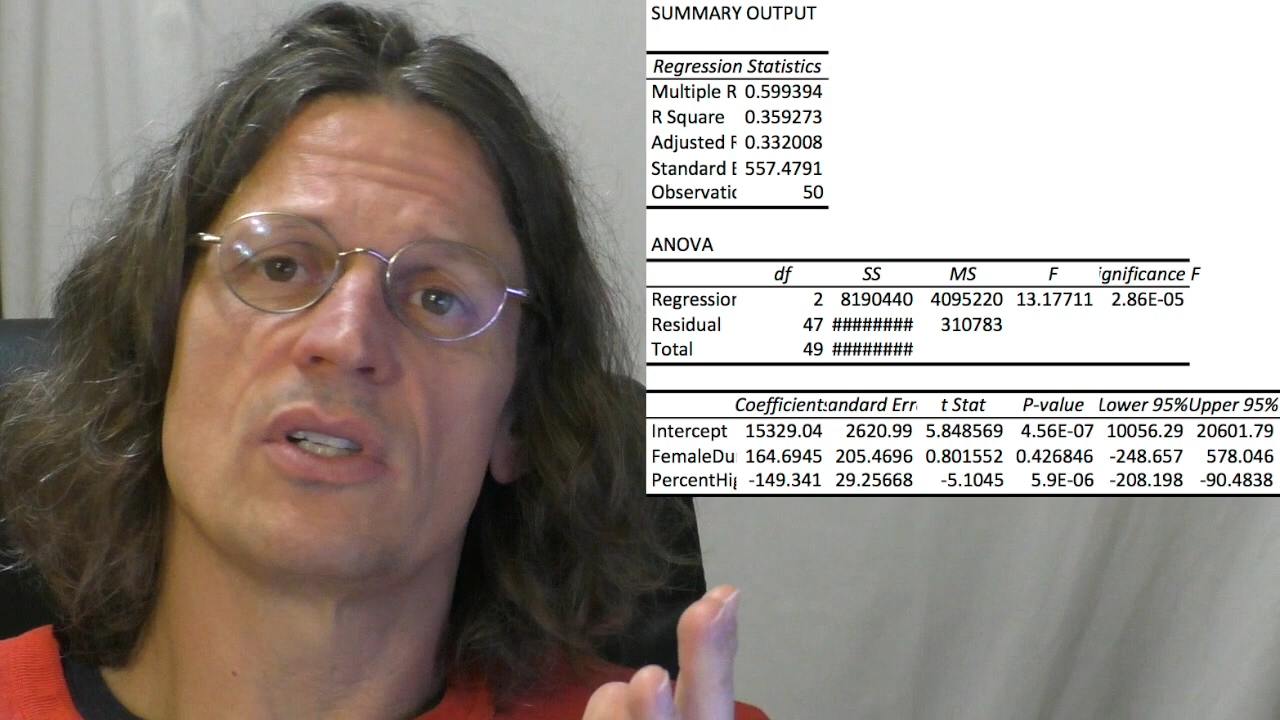 SUMMARY OUTPUT
Regression Statistics
Multiple R 0.599394
R Square 0.359273
Adjusted R 0.332008
Standard E 557.4791
Observatic 50
ANOVA
df SS MS F ignificance F
Regressior 2 8190440 4095220 13.17711 2.86E-05
Residual 47 ######## 310783
Total 49 ########
Coefficients andard Erro t Stat P-value Lower 95% Upper 95%
Intercept 15329.04 2620.99 5.848569 4.56E-07 10056.29 20601.79
FemaleDu 164.6945 205.4696 0.801552 0.426846 -248.657 578.046
PercentHig -149.341 29.25668 -5.1045 5.9E-06 -208.198 -90.4838